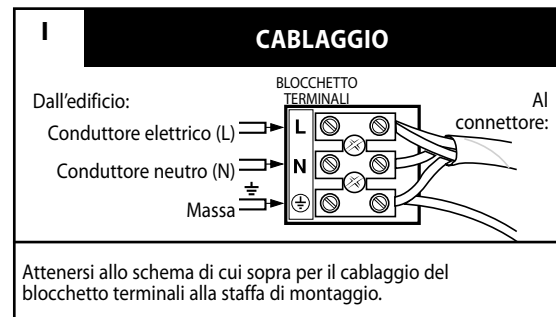 I
CABLAGGIO
BLOCCHETTO
TERMINALI
Dall'edificio:
Al
connettore:
Conduttore elettrico (L)
L
Conduttore neutro (N)
N
Massa
Attenersi allo schema di cui sopra per il cablaggio del
blocchetto terminali alla staffa di montaggio.